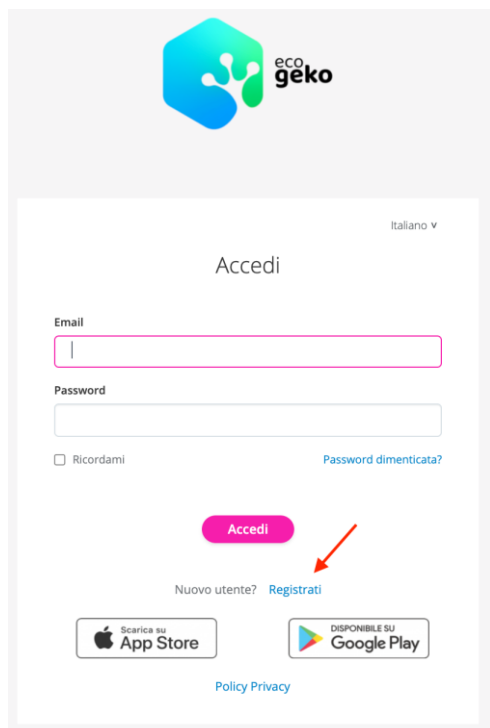 eco
geko
Italiano v
Accedi
Email
Password
Ricordami
Password dimenticata?
Accedi
Nuovo utente? Registrati
Scarica su
App Store
DISPONIBILE SU
Google Play
Policy Privacy